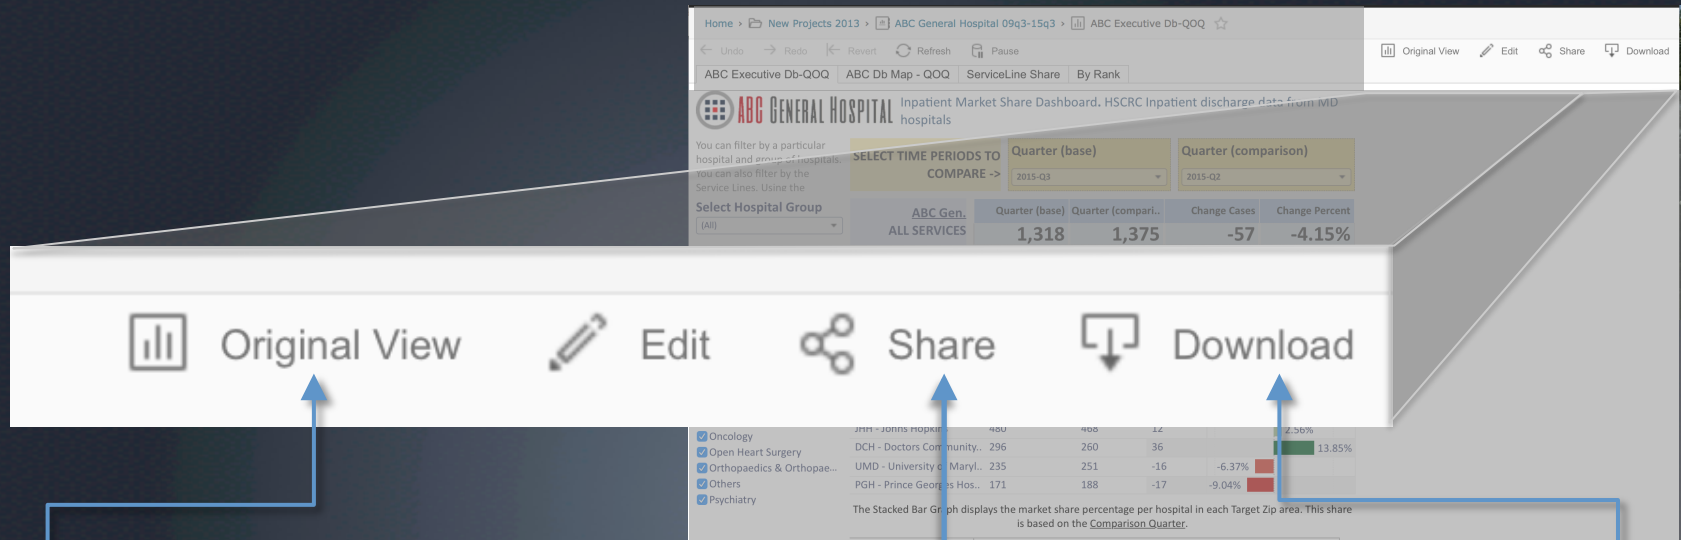 Home › New Projects 2013 › ABC General Hospital 09q3-15q3 › ABC Executive Db-QOQ
Undo Redo Revert Refresh Pause
Original View Edit Share Download
ABC Executive Db-QOQ ABC Db Map - QOQ ServiceLine Share By Rank
ABC GENERAL HOSPITAL
Inpatient Market Share Dashboard. HSCRC Inpatient discharge data from MD
hospitals
You can filter by a particular
hospital and group of hospitals.
You can also filter by the
Service Lines. Using the
SELECT TIME PERIODS TO
COMPARE ->
Quarter (base)
2015-Q3
Quarter (comparison)
2015-Q2
Select Hospital Group
(All)
ABC Gen.
ALL SERVICES
Quarter (base) Quarter (compari.. Change Cases Change Percent
1,318 1,375 -57 -4.15%
Original View Edit Share Download
Oncology
Open Heart Surgery
Orthopaedics & Orthopae...
Others
Psychiatry
JHH - Johns Hopkin.. 480 468 12 2.56%
DCH - Doctors Community.. 296 260 36 13.85%
UMD - University of Maryl.. 235 251 -16 -6.37%
PGH - Prince Georges Hos.. 171 188 -17 -9.04%
The Stacked Bar Graph displays the market share percentage per hospital in each Target Zip area. This share
is based on the Comparison Quarter.